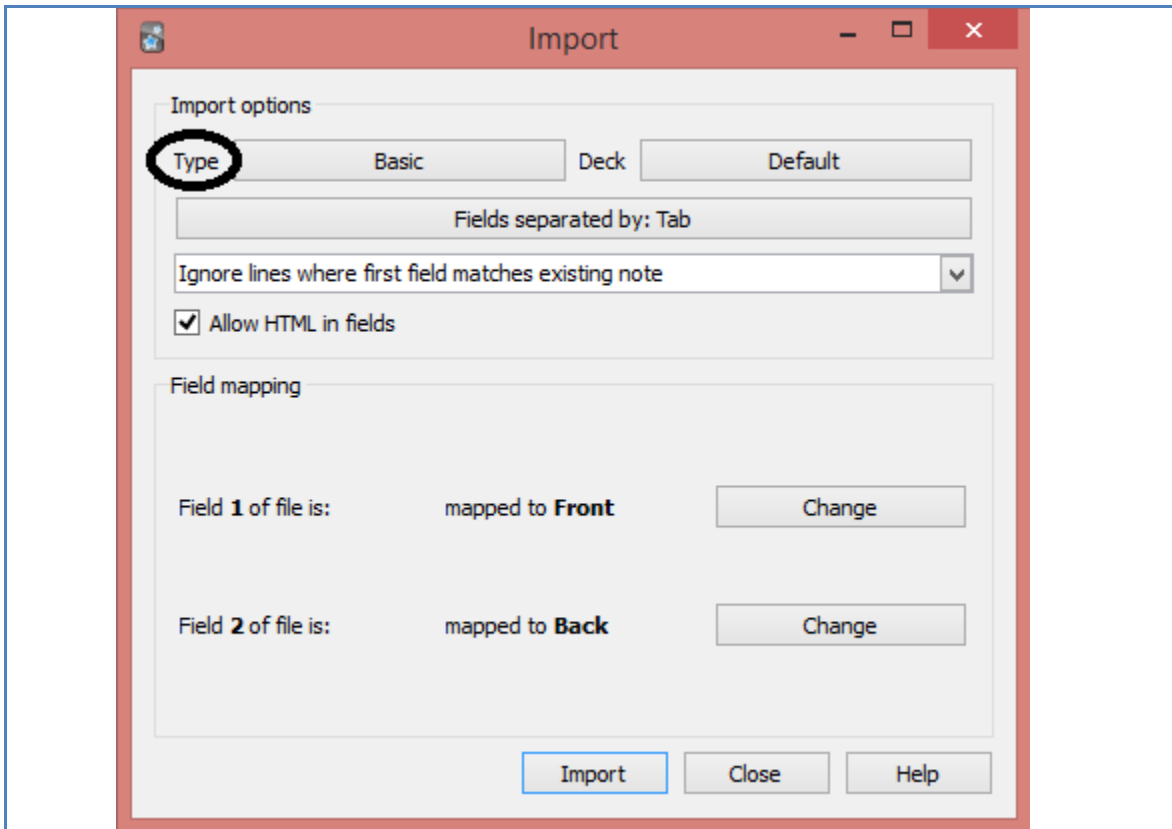 Import
Import options
Type Basic Deck Default
Fields separated by: Tab
Ignore lines where first field matches existing note
Allow HTML in fields
Field mapping
Field 1 of file is: mapped to Front Change
Field 2 of file is: mapped to Back Change
Import Close Help